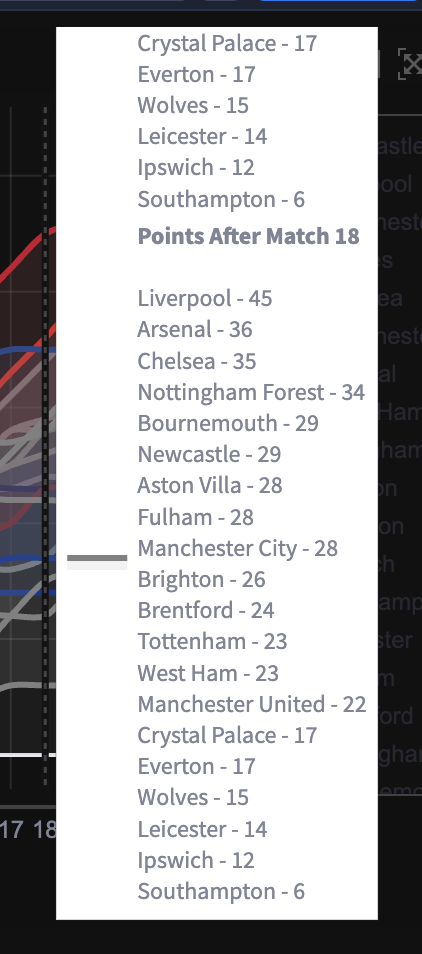 Crystal Palace - 17
Everton - 17
Wolves - 15
Leicester - 14
Ipswich - 12
Southampton - 6
Points After Match 18
Liverpool - 45
Arsenal - 36
Chelsea - 35
Nottingham Forest - 34
Bournemouth - 29
Newcastle - 29
Aston Villa - 28
Fulham - 28
Manchester City - 28
Brighton - 26
Brentford - 24
Tottenham - 23
West Ham - 23
Manchester United - 22
Crystal Palace - 17
Everton - 17
Wolves - 15
Leicester - 14
Ipswich - 12
Southampton - 6
17 18